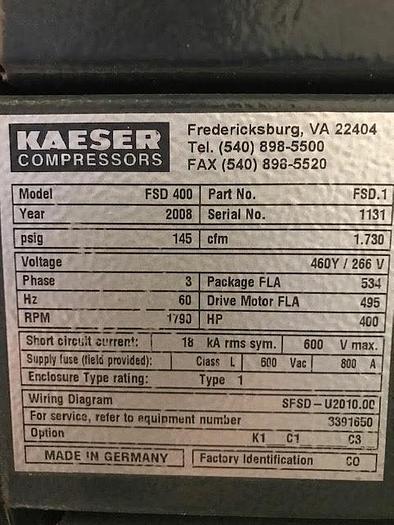 KAESER
COMPRESSORS
Fredericksburg, VA 22404
Tel. (540) 898-5500
FAX (540) 898-5520
Model FSD 400 Part No. FSD.1
Year 2008 Serial No. 1131
psig 145 cfm 1.730
Voltage 460Y / 266 V
Phase 3 Package FLA 534
Hz 60 Drive Motor FLA 495
RPM 1790 HP 400
Short circuit current: 18 kA rms sym. 600 V max.
Supply fuse (field provided): Class L 600 Vac 800 A
Enclosure Type rating: Type 1
Wiring Diagram SFSD-U2010.00
For service, refer to equipment number 3391650
Option K1 C1 C3
MADE IN GERMANY Factory Identification CO